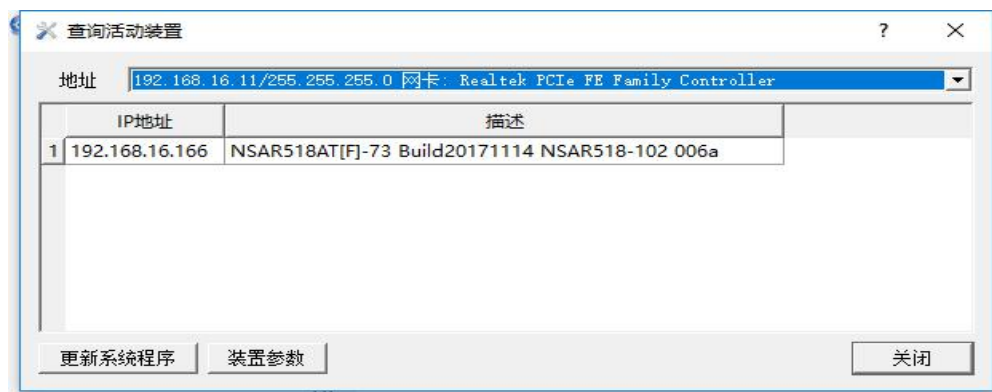 查询活动装置
?
地址 192.168.16.11/255.255.255.0 网卡: Realtek PCIe FE Family Controller
IP地址 描述
1 192.168.16.166 NSAR518AT[F]-73 Build20171114 NSAR518-102 006a
更新系统程序 装置参数 关闭